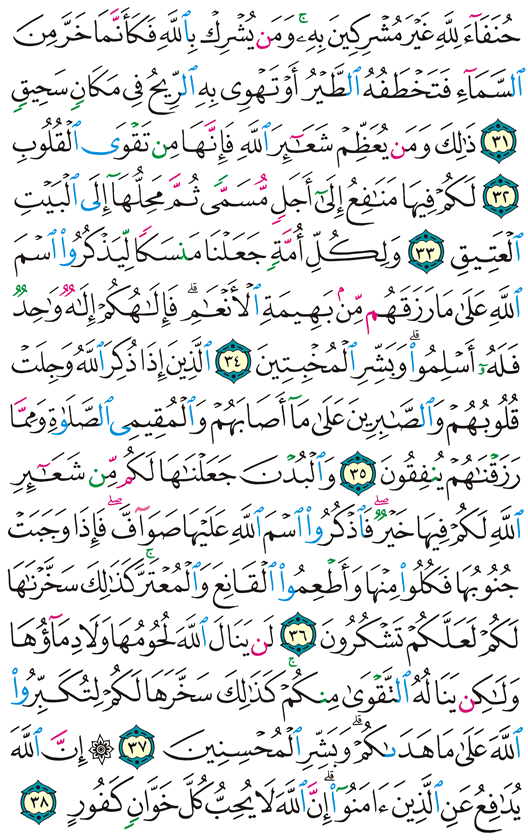 حُنَفَآءَ لِلَّهِ غَيْرَ مُشْرِكِينَ بِهِۦۚ وَمَن يُشْرِكْ بِٱللَّهِ فَكَأَنَّمَا خَرَّ مِنَ
ٱلسَّمَآءِ فَتَخْطَفُهُ ٱلطَّيْرُ أَوْ تَهْوِى بِهِ ٱلرِّيحُ فِى مَكَانٍ سَحِيقٍ
٣١ ذَٰلِكَ وَمَن يُعَظِّمْ شَعَـٰٓئِرَ ٱللَّهِ فَإِنَّهَا مِن تَقْوَى ٱلْقُلُوبِ
٣٢ لَكُمْ فِيهَا مَنَـٰفِعُ إِلَىٰٓ أَجَلٍ مُّسَمًّى ثُمَّ مَحِلُّهَآ إِلَى ٱلْبَيْتِ
ٱلْعَتِيقِ ٣٣ وَلِكُلِّ أُمَّةٍ جَعَلْنَا مَنسَكًا لِّيَذْكُرُوا۟ ٱسْمَ
ٱللَّهِ عَلَىٰ مَا رَزَقَهُم مِّنۢ بَهِيمَةِ ٱلْأَنْعَـٰمِۗ فَإِلَـٰهُكُمْ إِلَـٰهٌ وَٰحِدٌ
فَلَهُۥٓ أَسْلِمُوا۟ۗ وَبَشِّرِ ٱلْمُخْبِتِينَ ٣٤ ٱلَّذِينَ إِذَا ذُكِرَ ٱللَّهُ وَجِلَتْ
قُلُوبُهُمْ وَٱلصَّـٰبِرِينَ عَلَىٰ مَآ أَصَابَهُمْ وَٱلْمُقِيمِى ٱلصَّلَوٰةِ وَمِمَّا
رَزَقْنَـٰهُمْ يُنفِقُونَ ٣٥ وَٱلْبُدْنَ جَعَلْنَـٰهَا لَكُم مِّن شَعَـٰٓئِرِ
ٱللَّهِ لَكُمْ فِيهَا خَيْرٌۖ فَٱذْكُرُوا۟ ٱسْمَ ٱللَّهِ عَلَيْهَا صَوَآفَّۖ فَإِذَا وَجَبَتْ
جُنُوبُهَا فَكُلُوا۟ مِنْهَا وَأَطْعِمُوا۟ ٱلْقَانِعَ وَٱلْمُعْتَرَّۚ كَذَٰلِكَ سَخَّرْنَـٰهَا
لَكُمْ لَعَلَّكُمْ تَشْكُرُونَ ٣٦ لَن يَنَالَ ٱللَّهَ لُحُومُهَا وَلَا دِمَآؤُهَا
وَلَـٰكِن يَنَالُهُ ٱلتَّقْوَىٰ مِنكُمْۚ كَذَٰلِكَ سَخَّرَهَا لَكُمْ لِتُكَبِّرُوا۟
ٱللَّهَ عَلَىٰ مَا هَدَىٰكُمْۗ وَبَشِّرِ ٱلْمُحْسِنِينَ ٣٧ ۞ إِنَّ ٱللَّهَ
يُدَٰفِعُ عَنِ ٱلَّذِينَ ءَامَنُوٓا۟ۗ إِنَّ ٱللَّهَ لَا يُحِبُّ كُلَّ خَوَّانٍ كَفُورٍ ٣٨